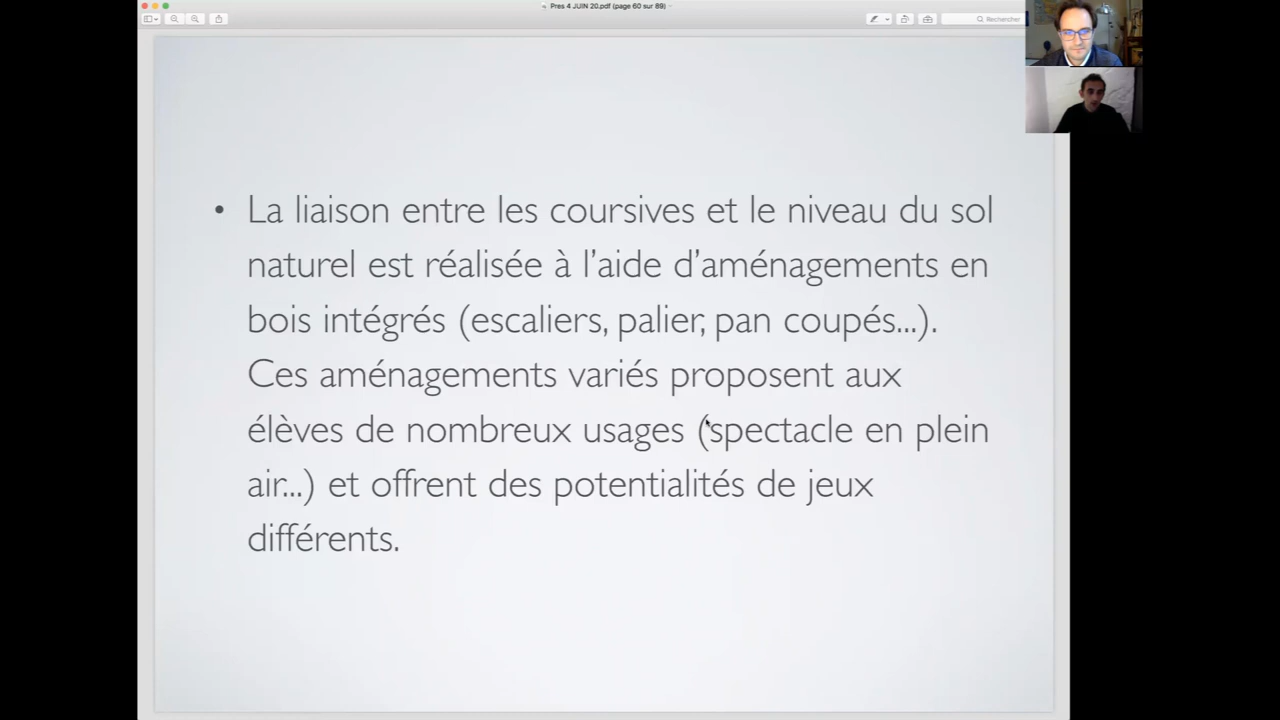 Pres 4 JUIN 20.pdf (page 60 sur 89)
Rechercher
• La liaison entre les coursives et le niveau du sol
naturel est réalisée à l’aide d’aménagements en
bois intégrés (escaliers, palier, pan coupés...).
Ces aménagements variés proposent aux
élèves de nombreux usages (spectacle en plein
air...) et offrent des potentialités de jeux
différents.